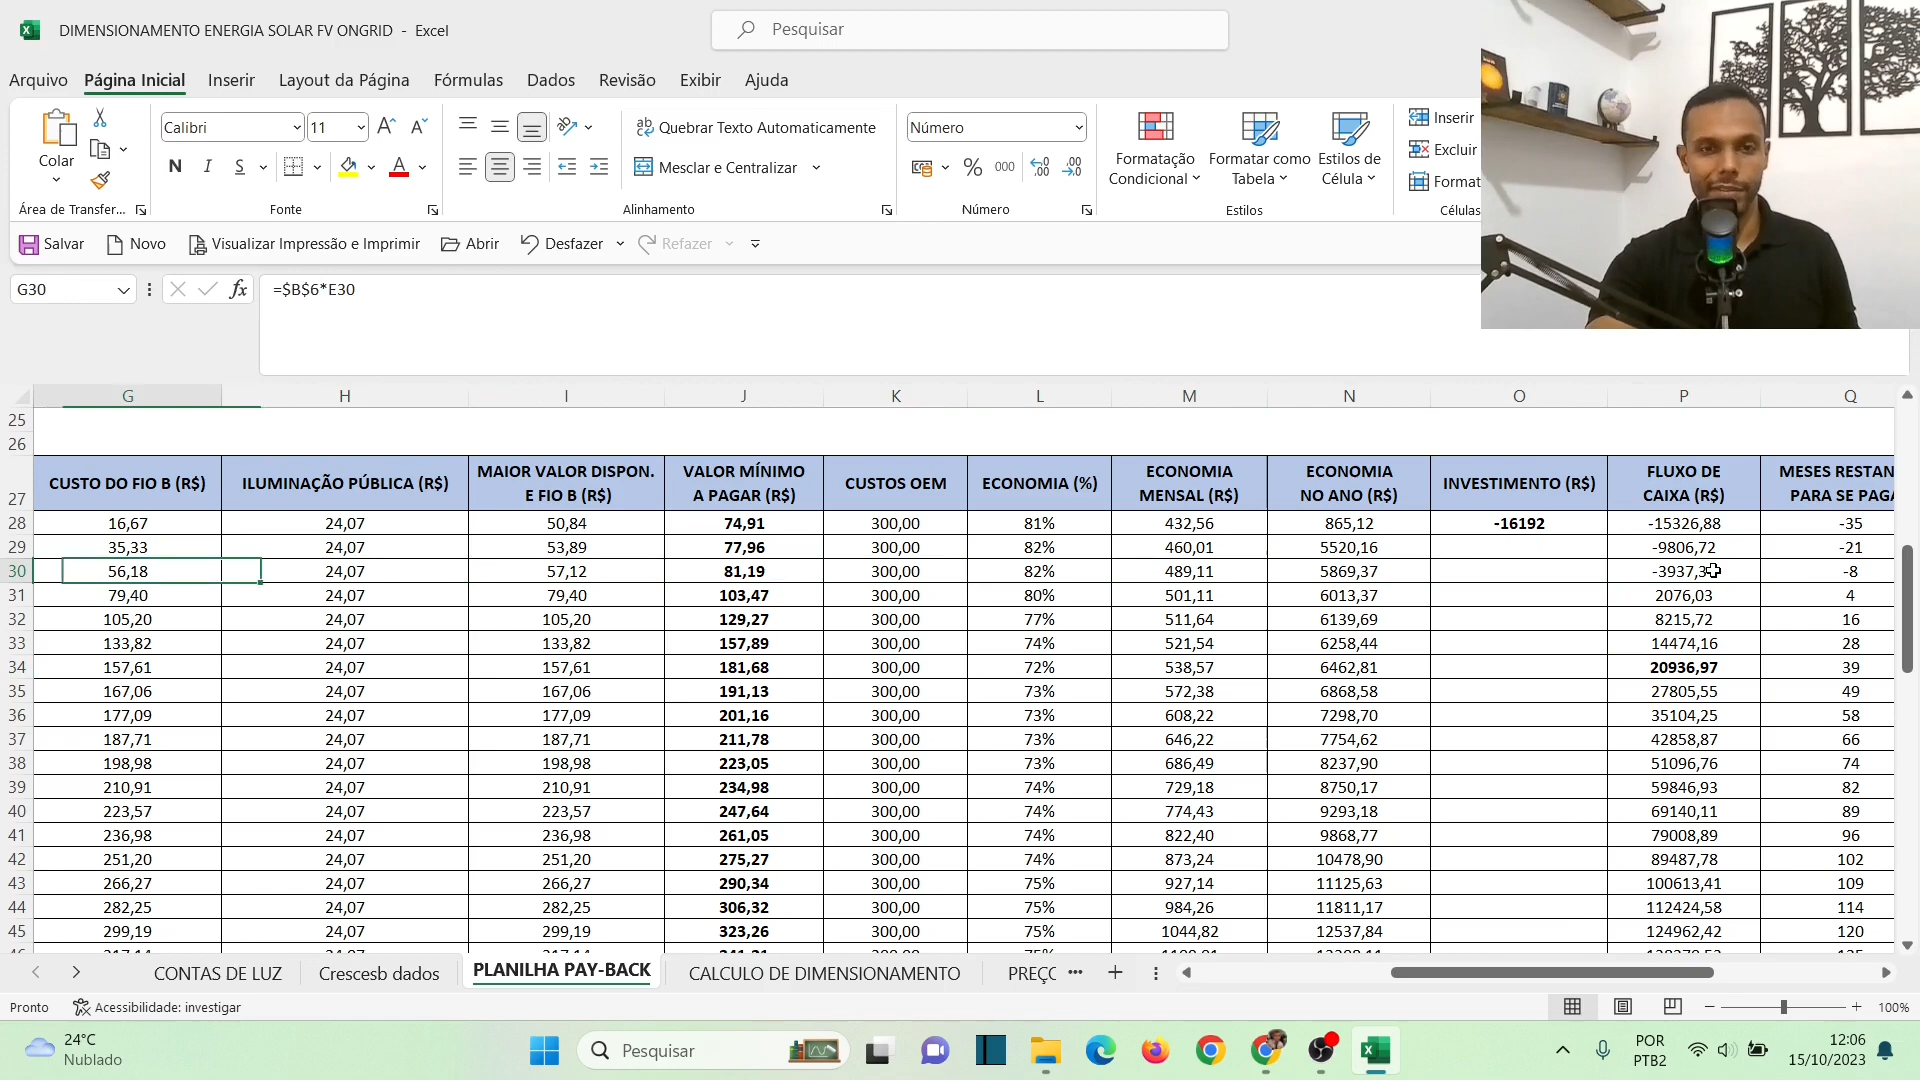 DIMENSIONAMENTO ENERGIA SOLAR FV ONGRID - Excel
Pesquisar
Arquivo Página Inicial Inserir Layout da Página Fórmulas Dados Revisão Exibir Ajuda
Colar
Calibri 11
Quebrar Texto Automaticamente
Número
Formatação Condicional
Formatar como Tabela
Estilos de Célula
Inserir
Excluir
Format
N I S
Mesclar e Centralizar
% 000
Área de Transfer... Fonte Alinhamento Número Estilos Células
Salvar Novo Visualizar Impressão e Imprimir Abrir Desfazer Refazer
G30 fx =$B$6*E30
G H I J K L M N O P Q
25
26
27 CUSTO DO FIO B (R$) ILUMINAÇÃO PÚBLICA (R$) MAIOR VALOR DISPON. E FIO B (R$) VALOR MÍNIMO A PAGAR (R$) CUSTOS OEM ECONOMIA (%) ECONOMIA MENSAL (R$) ECONOMIA NO ANO (R$) INVESTIMENTO (R$) FLUXO DE CAIXA (R$) MESES RESTAN PARA SE PAGA
28 16,67 24,07 50,84 74,91 300,00 81% 432,56 865,12 -16192 -15326,88 -35
29 35,33 24,07 53,89 77,96 300,00 82% 460,01 5520,16 -9806,72 -21
30 56,18 24,07 57,12 81,19 300,00 82% 489,11 5869,37 -3937,3 -8
31 79,40 24,07 79,40 103,47 300,00 80% 501,11 6013,37 2076,03 4
32 105,20 24,07 105,20 129,27 300,00 77% 511,64 6139,69 8215,72 16
33 133,82 24,07 133,82 157,89 300,00 74% 521,54 6258,44 14474,16 28
34 157,61 24,07 157,61 181,68 300,00 72% 538,57 6462,81 20936,97 39
35 167,06 24,07 167,06 191,13 300,00 73% 572,38 6868,58 27805,55 49
36 177,09 24,07 177,09 201,16 300,00 73% 608,22 7298,70 35104,25 58
37 187,71 24,07 187,71 211,78 300,00 73% 646,22 7754,62 42858,87 66
38 198,98 24,07 198,98 223,05 300,00 73% 686,49 8237,90 51096,76 74
39 210,91 24,07 210,91 234,98 300,00 74% 729,18 8750,17 59846,93 82
40 223,57 24,07 223,57 247,64 300,00 74% 774,43 9293,18 69140,11 89
41 236,98 24,07 236,98 261,05 300,00 74% 822,40 9868,77 79008,89 96
42 251,20 24,07 251,20 275,27 300,00 74% 873,24 10478,90 89487,78 102
43 266,27 24,07 266,27 290,34 300,00 75% 927,14 11125,63 100613,41 109
44 282,25 24,07 282,25 306,32 300,00 75% 984,26 11811,17 112424,58 114
45 299,19 24,07 299,19 323,26 300,00 75% 1044,82 12537,84 124962,42 120
CONTAS DE LUZ Crescesb dados PLANILHA PAY-BACK CALCULO DE DIMENSIONAMENTO PREÇC
Pronto Acessibilidade: investigar 100%
24°C
Nublado
Pesquisar
POR
PTB2
12:06
15/10/2023